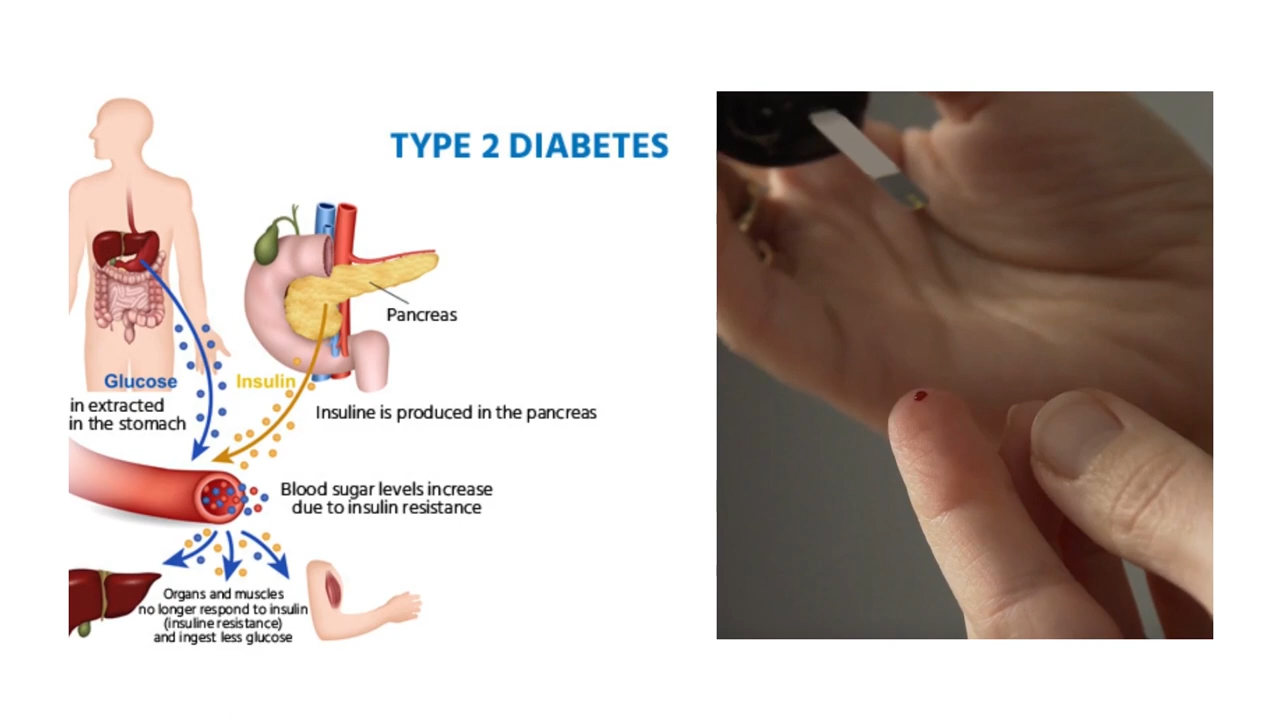 TYPE 2 DIABETES
Pancreas
Glucose
in extracted
in the stomach
Insulin
Insuline is produced in the pancreas
Blood sugar levels increase
due to insulin resistance
Organs and muscles
no longer respond to insulin
(insuline resistance)
and ingest less glucose